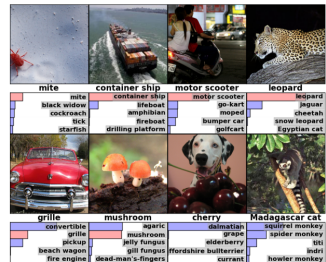 mite
container ship
motor scooter
leopard
mite
black widow
cockroach
tick
starfish
container ship
lifeboat
amphibian
fireboat
drilling platform
motor scooter
go-kart
moped
bumper car
golfcart
leopard
jaguar
cheetah
snow leopard
Egyptian cat
grille
mushroom
cherry
Madagascar cat
convertible
grille
pickup
beach wagon
fire engine
agaric
mushroom
jelly fungus
gill fungus
dead-man's-fingers
dalmatian
grape
elderberry
ffordshire bullterrier
currant
squirrel monkey
spider monkey
titi
indri
howler monkey